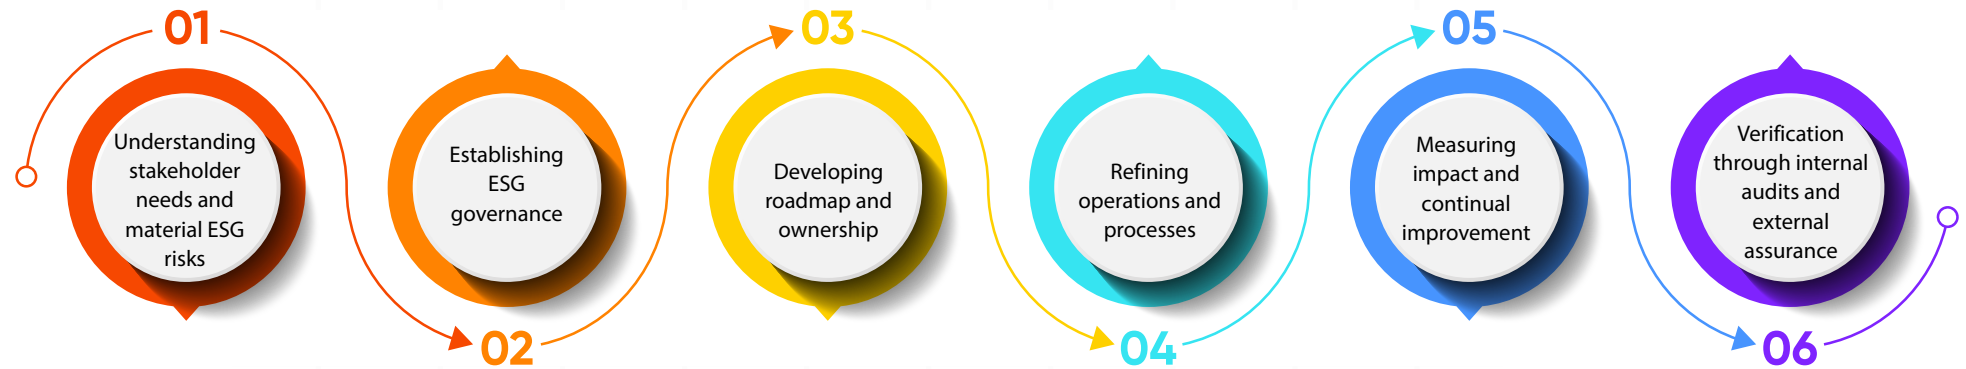 01
Understanding
stakeholder
needs and
material ESG
risks
02
Establishing
ESG
governance
03
Developing
roadmap and
ownership
04
Refining
operations and
processes
05
Measuring
impact and
continual
improvement
06
Verification
through internal
audits and
external
assurance